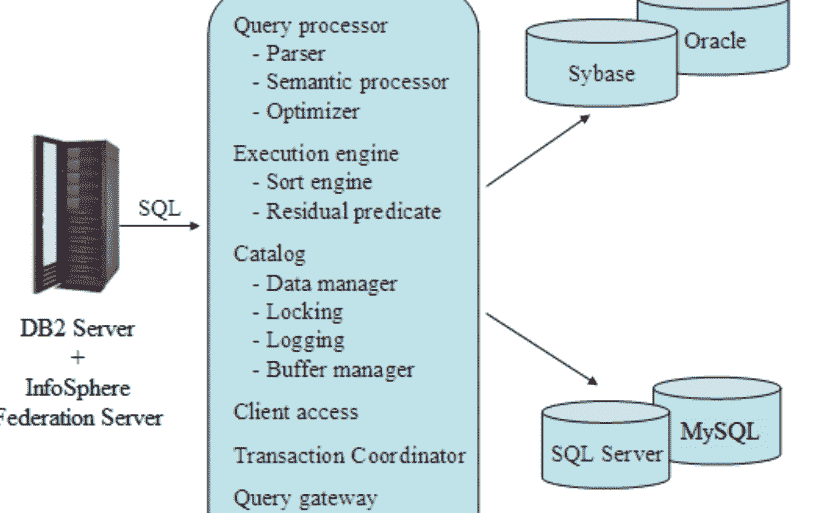 Query processor
- Parser
- Semantic processor
- Optimizer
Execution engine
- Sort engine
- Residual predicate
Catalog
- Data manager
- Locking
- Logging
- Buffer manager
Client access
Transaction Coordinator
Query gateway
SQL
DB2 Server
+
InfoSphere
Federation Server
Oracle
Sybase
SQL Server
MySQL